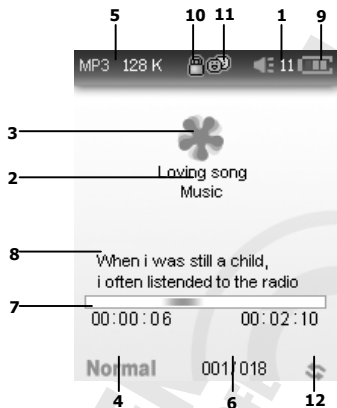 5 10 11 1 9
MP3 128 K 11
3
Loving song
2
Music
8
When i was still a child,
i often listended to the radio
7
00:00:06 00:02:10
Normal 001/018
4 6 12